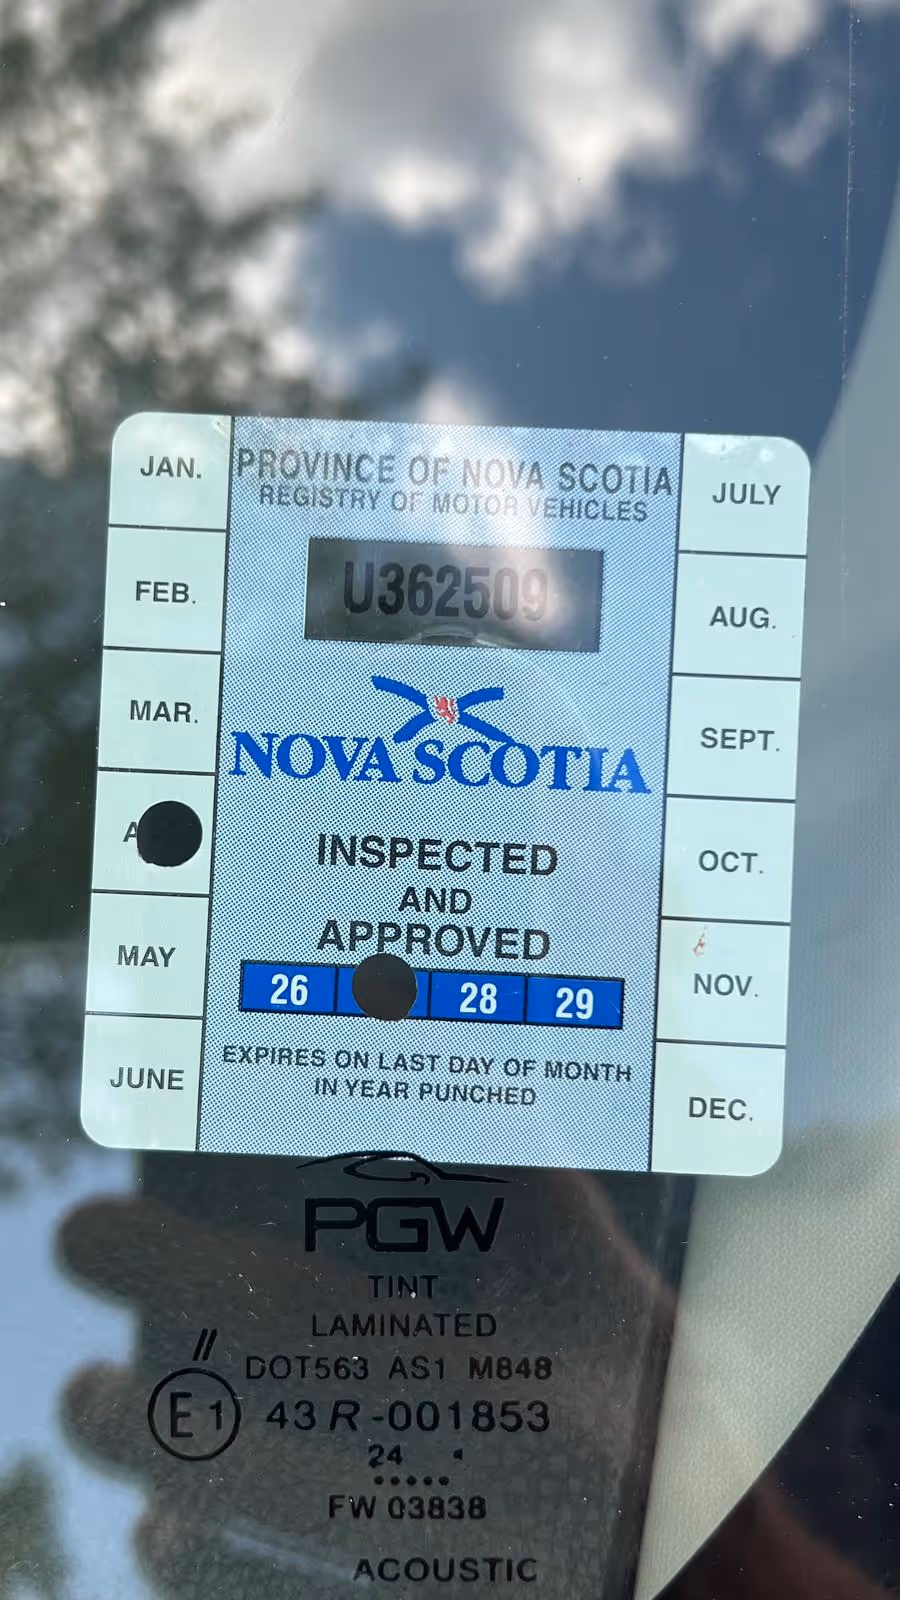 PROVINCE OF NOVA SCOTIA
REGISTRY OF MOTOR VEHICLES
U362509
NOVA SCOTIA
INSPECTED
AND
APPROVED
26 28 29
EXPIRES ON LAST DAY OF MONTH
IN YEAR PUNCHED
JAN.
FEB.
MAR.
MAY
JUNE
JULY
AUG.
SEPT.
OCT.
NOV.
DEC.
PGW
TINT
LAMINATED
//
DOT563 AS1 M848
E1 43R-001853
24
FW 03838
ACOUSTIC